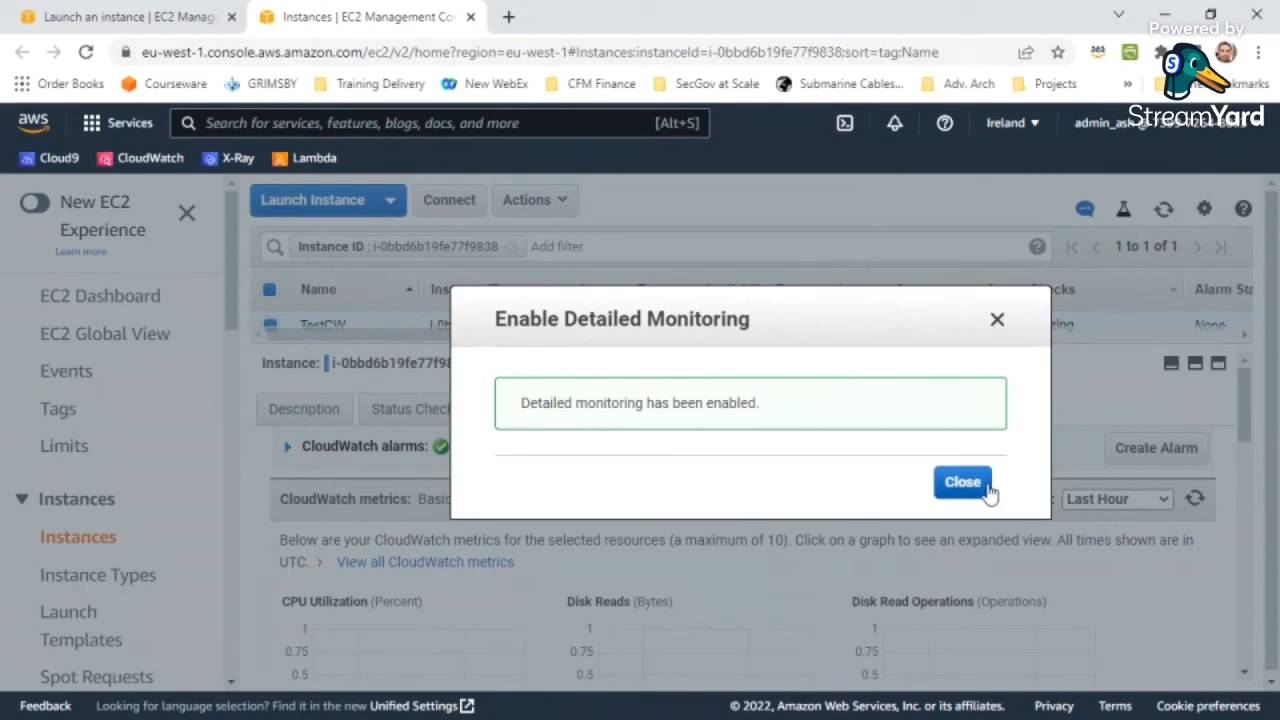 Launch an instance | EC2 Manag
Instances | EC2 Management Co
Powered by
eu-west-1.console.aws.amazon.com/ec2/v2/home?region=eu-west-1#Instances:instanceId=i-0bbd6b19fe77f9838;sort=tag:Name
Order Books
Courseware
GRIMSBY
Training Delivery
New WebEx
CFM Finance
SecGov at Scale
Submarine Cables...
Adv. Arch
Projects
»
StreamYard
aws
Services
Search for services, features, blogs, docs, and more
[Alt+S]
Ireland
Cloud9
CloudWatch
X-Ray
Lambda
New EC2
Experience
Learn more
Launch Instance
Connect
Actions
Instance ID : i-0bbd6b19fe77f9838
Add filter
1 to 1 of 1
Name
Alarm Sta
TestCW
None
Instance:
i-0bbd6b19fe77f98
EC2 Dashboard
EC2 Global View
Events
Tags
Limits
Instances
Instances
Instance Types
Launch
Templates
Spot Requests
Description
Status Chec
CloudWatch alarms:
Create Alarm
CloudWatch metrics: Basic
Last Hour
Enable Detailed Monitoring
Detailed monitoring has been enabled.
Close
Below are your CloudWatch metrics for the selected resources (a maximum of 10). Click on a graph to see an expanded view. All times shown are in
UTC. > View all CloudWatch metrics
CPU Utilization (Percent)
Disk Reads (Bytes)
Disk Read Operations (Operations)
1
0.75
0.5
1
0.75
0.5
1
0.75
0.5
Feedback
Looking for language selection? Find it in the new Unified Settings
© 2022, Amazon Web Services, Inc. or its affiliates.
Privacy
Terms
Cookie preferences